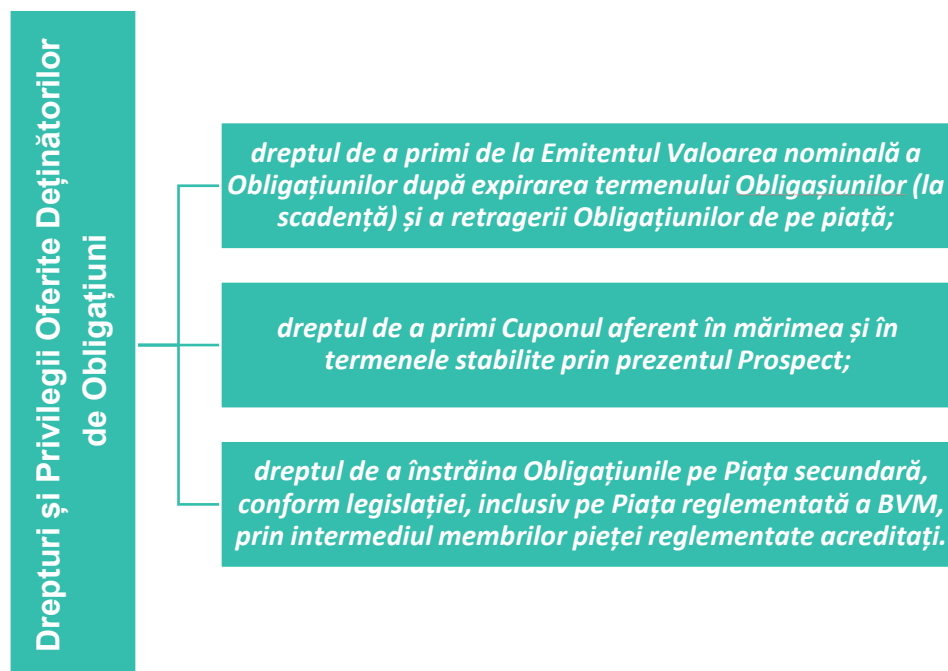 Drepturi și Privilegii Oferite Deținătorilor
de Obligațiuni
dreptul de a primi de la Emitentul Valoarea nominală a
Obligațiunilor după expirarea termenului Obligașiunilor (la
scadență) și a retragerii Obligațiunilor de pe piață;
dreptul de a primi Cuponul aferent în mărimea și în
termenele stabilite prin prezentul Prospect;
dreptul de a înstrăina Obligațiunile pe Piața secundară,
conform legislației, inclusiv pe Piața reglementată a BVM,
prin intermediul membrilor pieței reglementate acreditați.